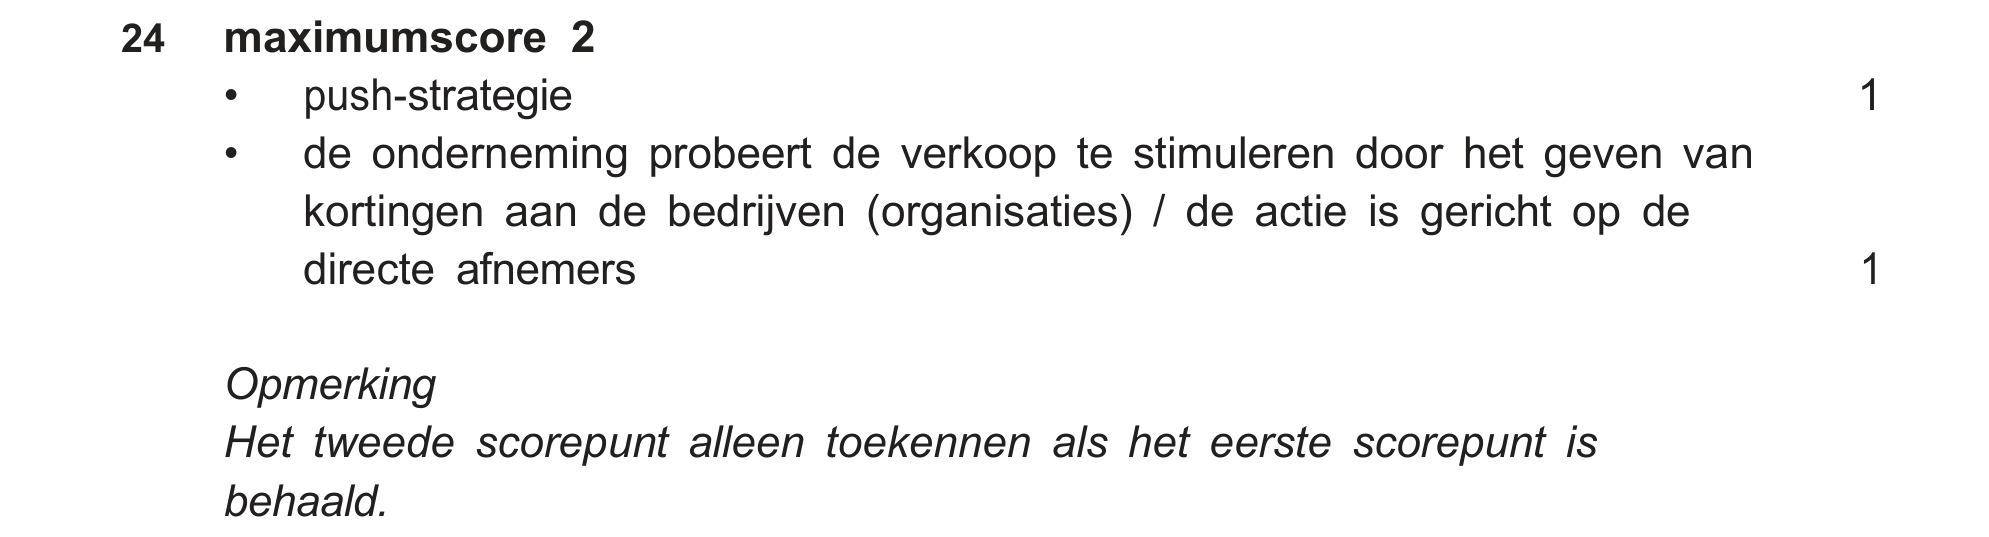 24 maximumscore 2
• push-strategie 1
• de onderneming probeert de verkoop te stimuleren door het geven van
kortingen aan de bedrijven (organisaties) / de actie is gericht op de
directe afnemers 1
Opmerking
Het tweede scorepunt alleen toekennen als het eerste scorepunt is
behaald.